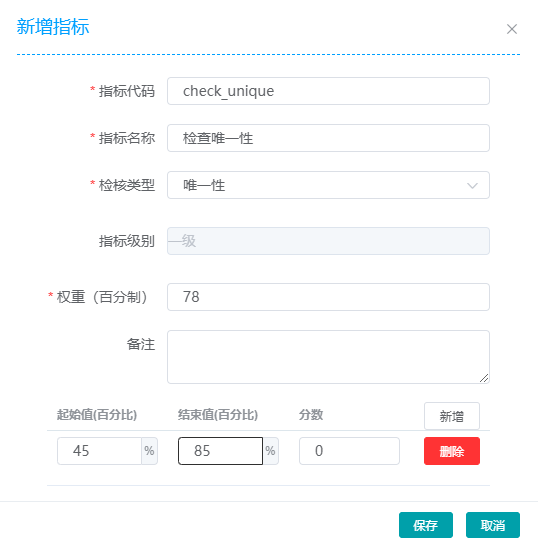 新增指标
* 指标代码 check_unique
* 指标名称 检查唯一性
* 检核类型 唯一性
指标级别 一级
* 权重（百分制） 78
备注
起始值(百分比) 结束值(百分比) 分数 新增
45 % 85 % 0 删除
保存 取消